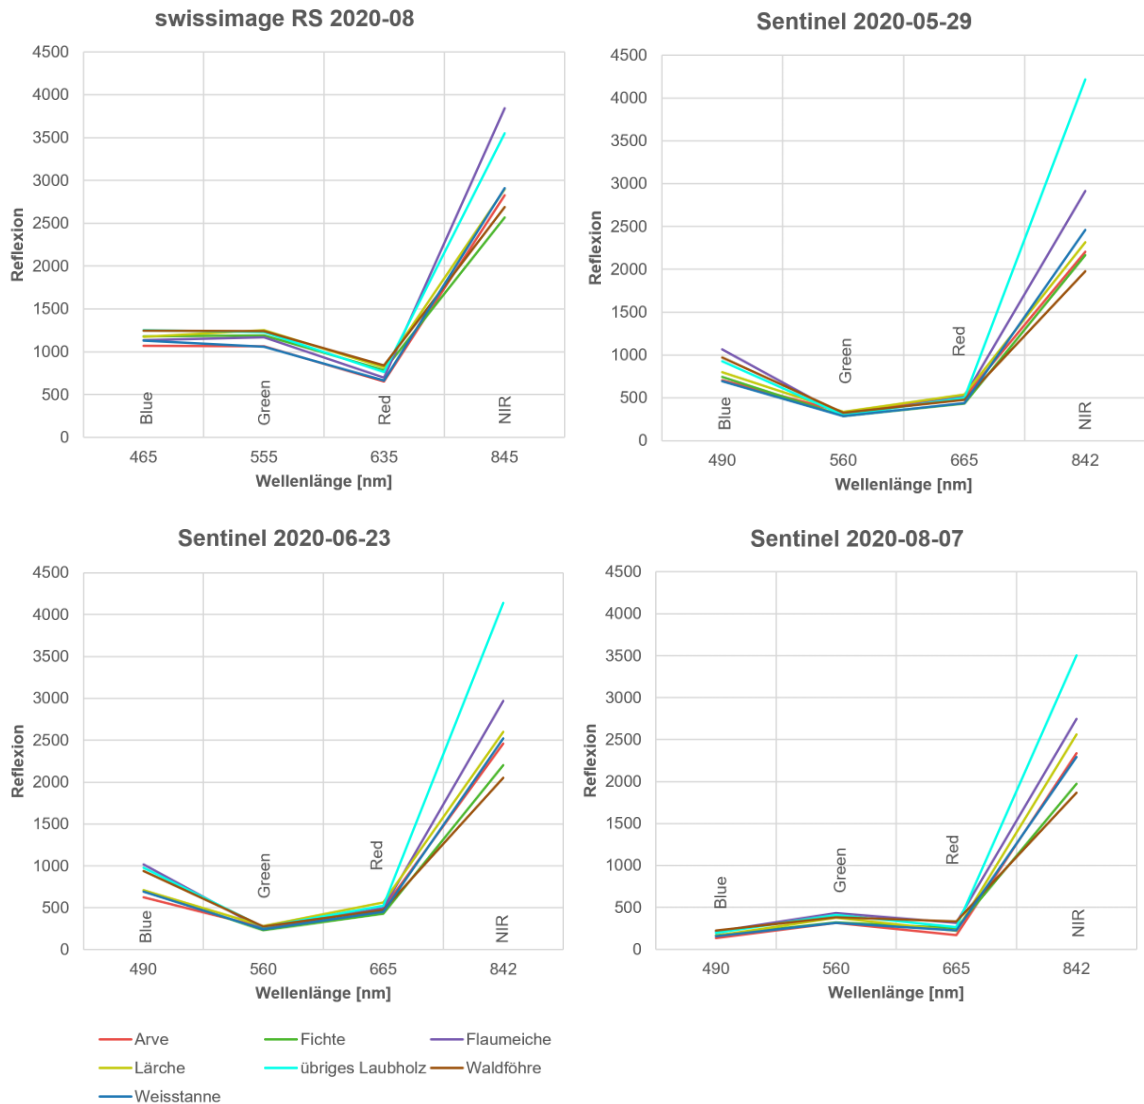 swissimage RS 2020-08
4500
4000
3500
3000
2500
2000
1500
1000
500
0
Reflexion
Blue
Green
Red
NIR
465 555 635 845
Wellenlänge [nm]
Sentinel 2020-05-29
4500
4000
3500
3000
2500
2000
1500
1000
500
0
Reflexion
Blue
Green
Red
NIR
490 560 665 842
Wellenlänge [nm]
Sentinel 2020-06-23
4500
4000
3500
3000
2500
2000
1500
1000
500
0
Reflexion
Blue
Green
Red
NIR
490 560 665 842
Wellenlänge [nm]
Sentinel 2020-08-07
4500
4000
3500
3000
2500
2000
1500
1000
500
0
Reflexion
Blue
Green
Red
NIR
490 560 665 842
Wellenlänge [nm]
Arve Fichte Flaumeiche
Lärche übriges Laubholz Waldföhre
Weisstanne